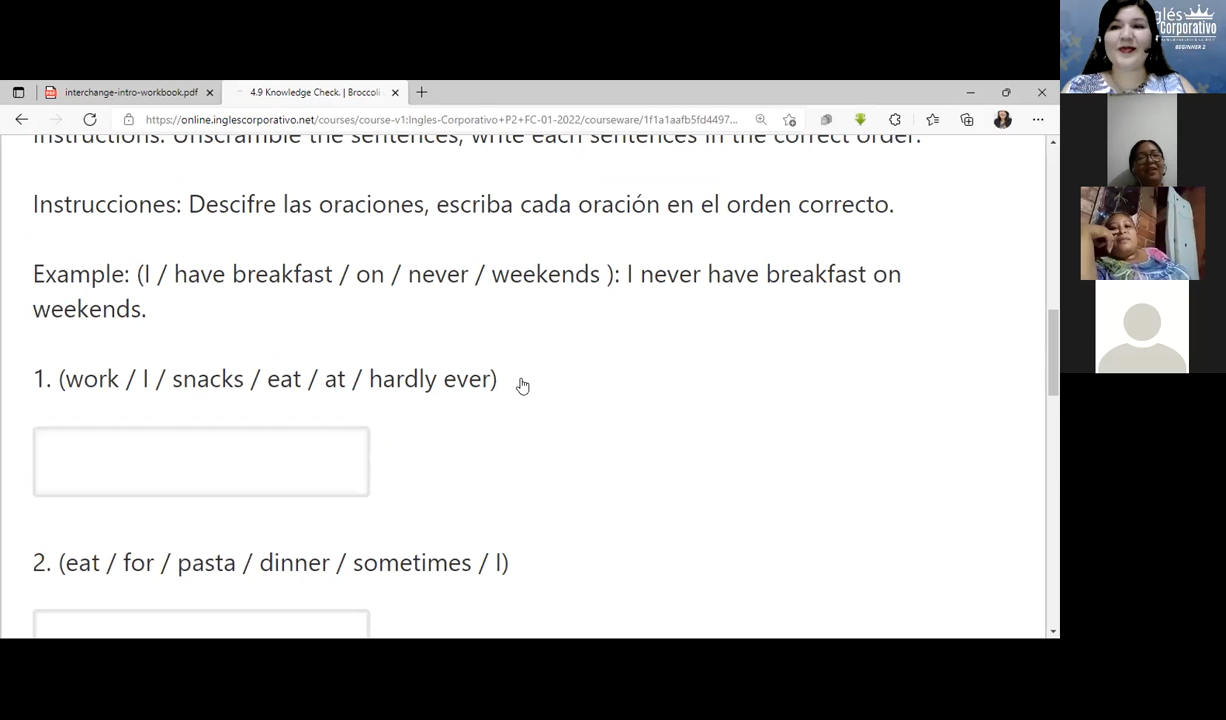 glés
Corporativo
BEGINNER 2
interchange-intro-workbook.pdf
4.9 Knowledge Check. | Broccoli
https://online.inglescorporativo.net/courses/course-v1:Ingles-Corporativo+P2+FC-01-2022/courseware/1f1a1aafb5fd4497...
Instructions: Unscramble the sentences, write each sentences in the correct order.
Instrucciones: Descifre las oraciones, escriba cada oración en el orden correcto.
Example: (I / have breakfast / on / never / weekends ): I never have breakfast on
weekends.
1. (work / I / snacks / eat / at / hardly ever)
2. (eat / for / pasta / dinner / sometimes / I)